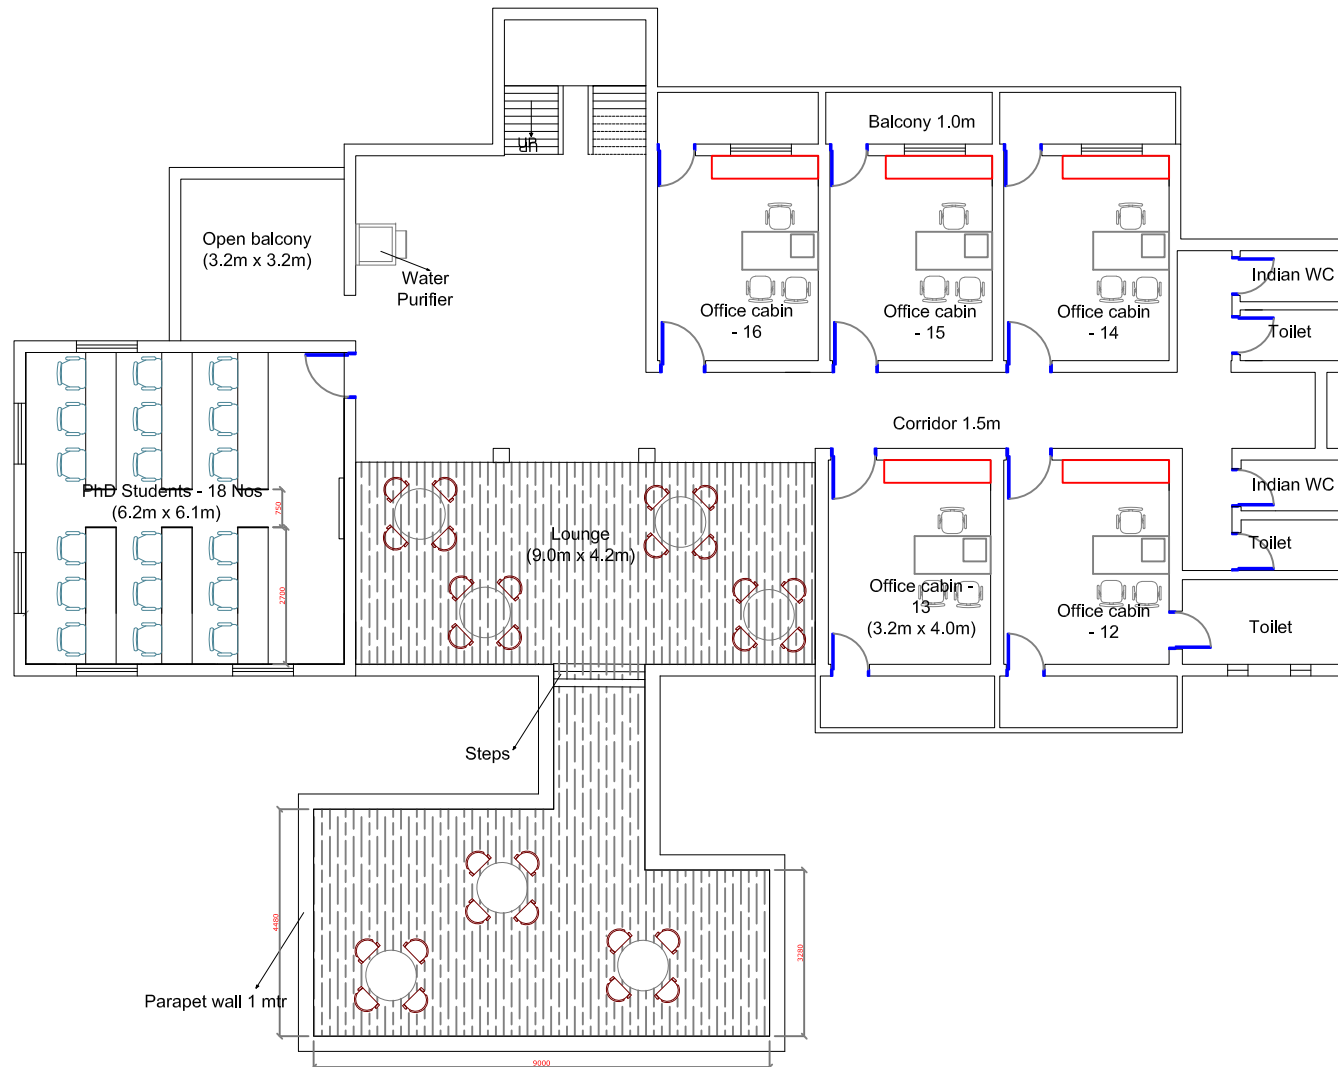 UP
Balcony 1.0m
Open balcony
(3.2m x 3.2m)
Water
Purifier
Indian WC
Office cabin
- 16
Office cabin
- 15
Office cabin
- 14
Toilet
Corridor 1.5m
PhD Students - 18 Nos
(6.2m x 6.1m)
750
Indian WC
Lounge
(9.0m x 4.2m)
Toilet
2700
Office cabin -
13
(3.2m x 4.0m)
Office cabin
- 12
Toilet
Steps
4480
3280
Parapet wall 1 mtr
9000